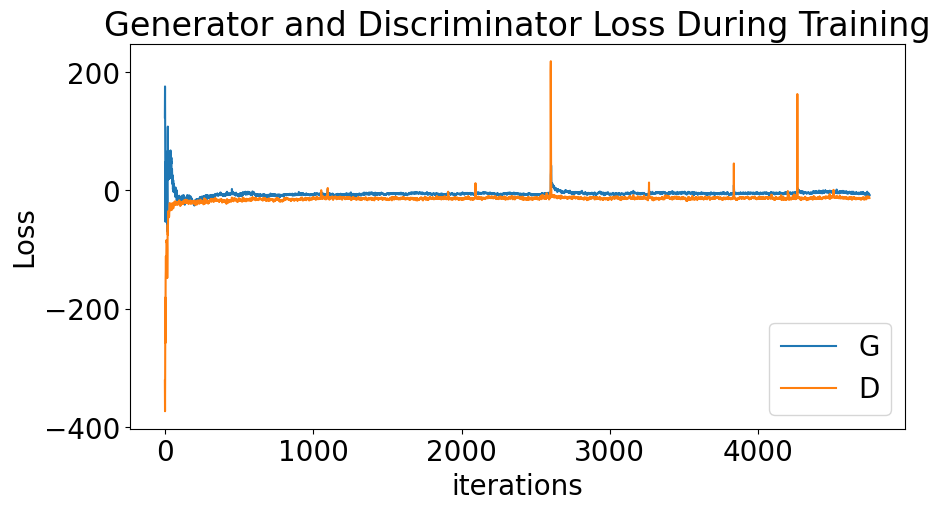 Generator and Discriminator Loss During Training
200
0
−200
−400
Loss
0 1000 2000 3000 4000
iterations
G
D